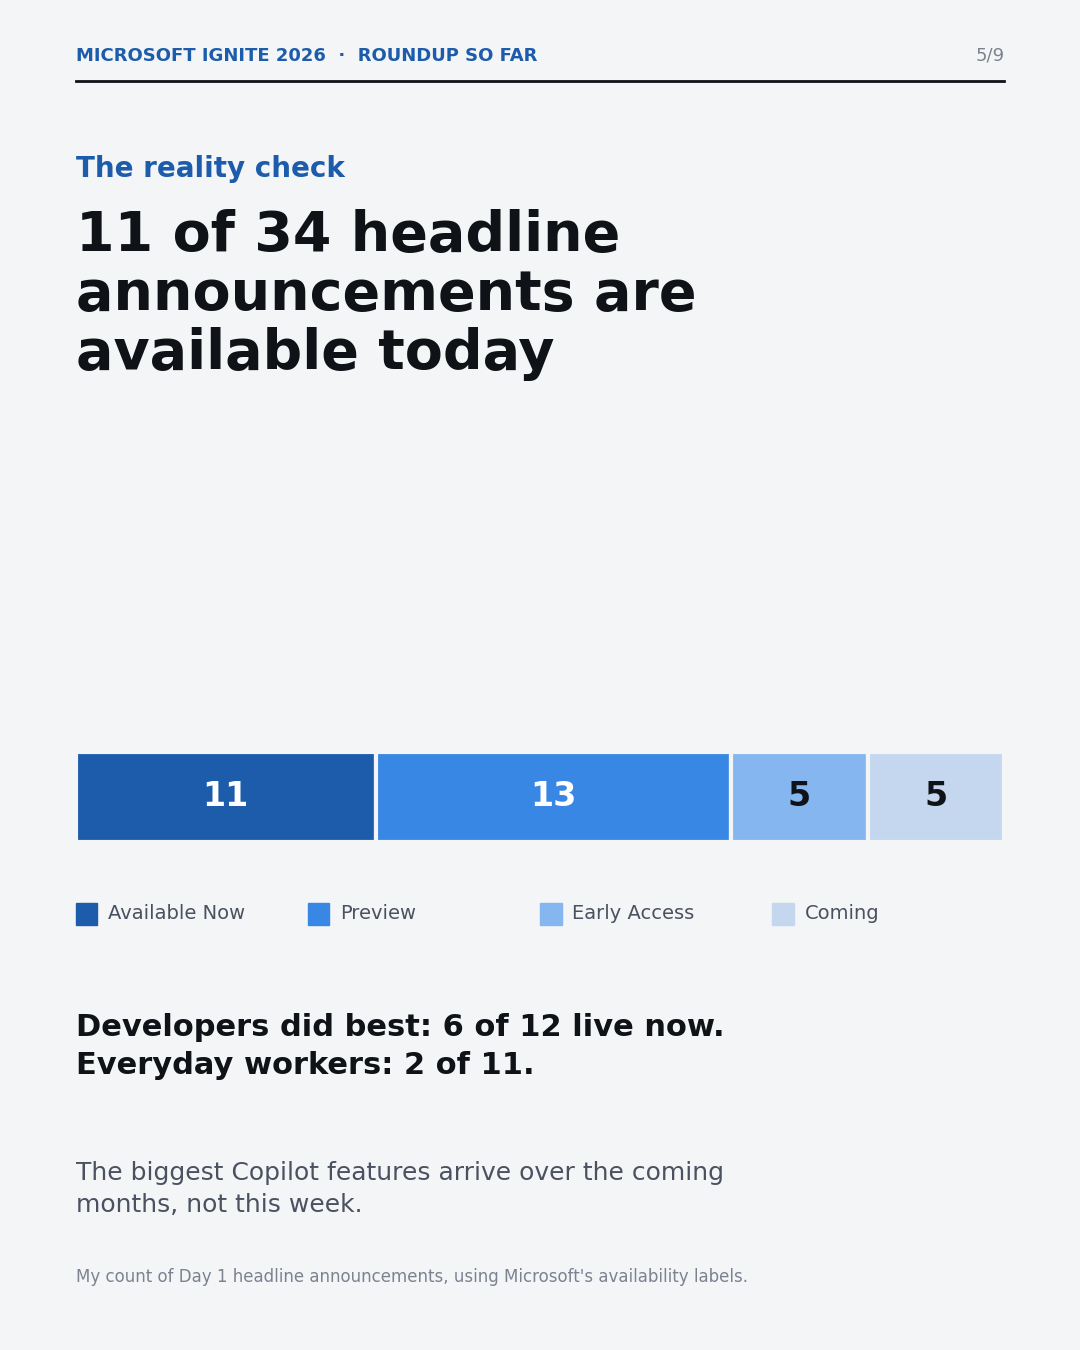 MICROSOFT IGNITE 2026 · ROUNDUP SO FAR
5/9
The reality check
11 of 34 headline
announcements are
available today
11
13
5
5
Available Now
Preview
Early Access
Coming
Developers did best: 6 of 12 live now.
Everyday workers: 2 of 11.
The biggest Copilot features arrive over the coming
months, not this week.
My count of Day 1 headline announcements, using Microsoft's availability labels.